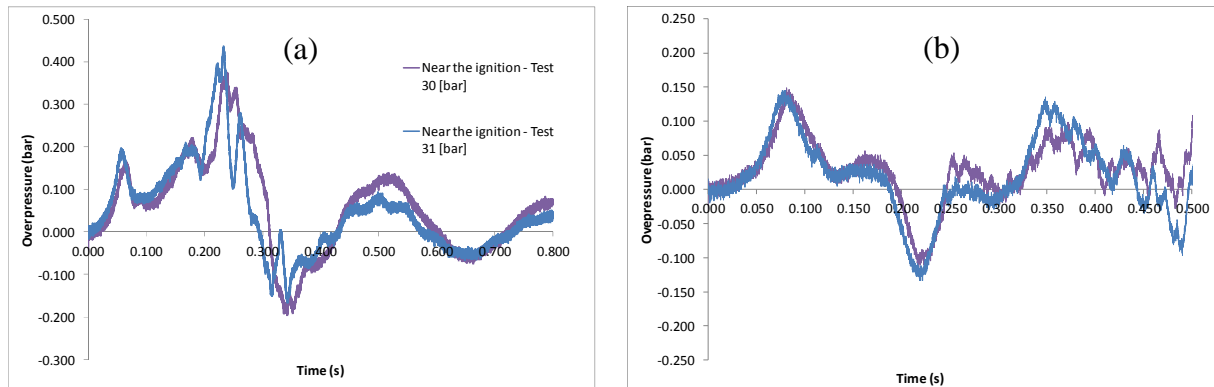 0.500
0.400
0.300
0.200
0.100
0.000
-0.100
-0.200
-0.300
Overpressure (bar)
(a)
Near the ignition - Test
30 [bar]
Near the ignition - Test
31 [bar]
0.000 0.100 0.200 0.300 0.400 0.500 0.600 0.700 0.800
Time (s)
0.250
0.200
0.150
0.100
0.050
0.000
-0.050
-0.100
-0.150
-0.200
-0.250
Ovepressure (bar)
(b)
0.000 0.050 0.100 0.150 0.200 0.250 0.300 0.350 0.400 0.450 0.500
Time (s)